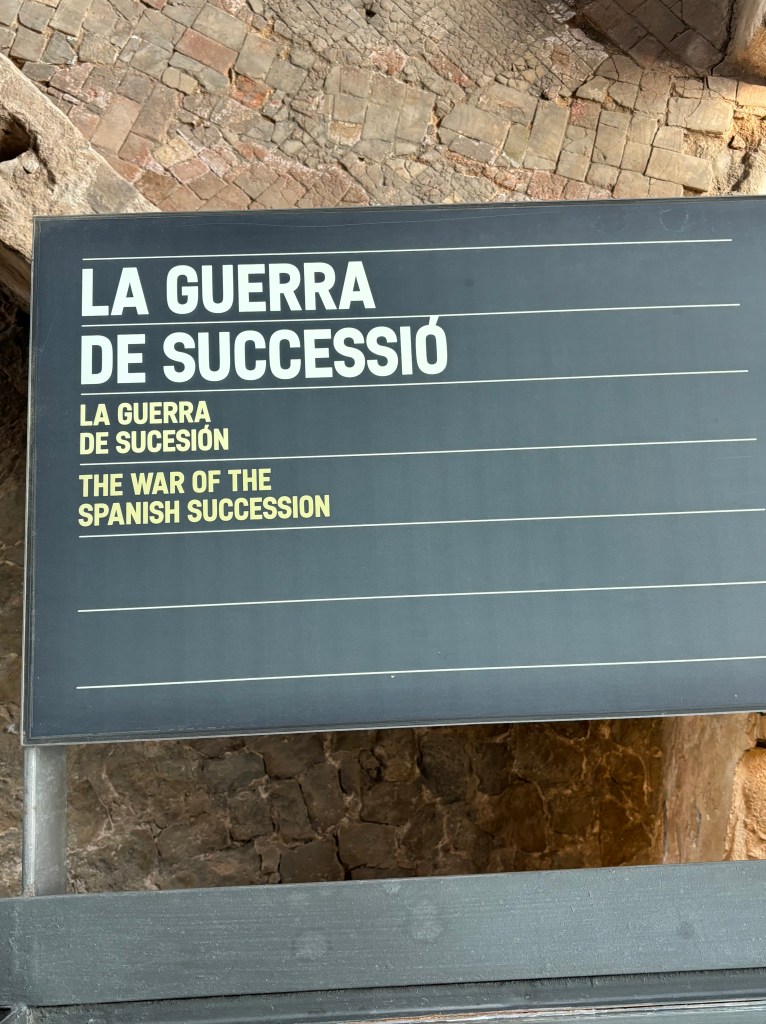 LA GUERRA
DE SUCCESSIÓ
LA GUERRA
DE SUCESIÓN
THE WAR OF THE
SPANISH SUCCESSION